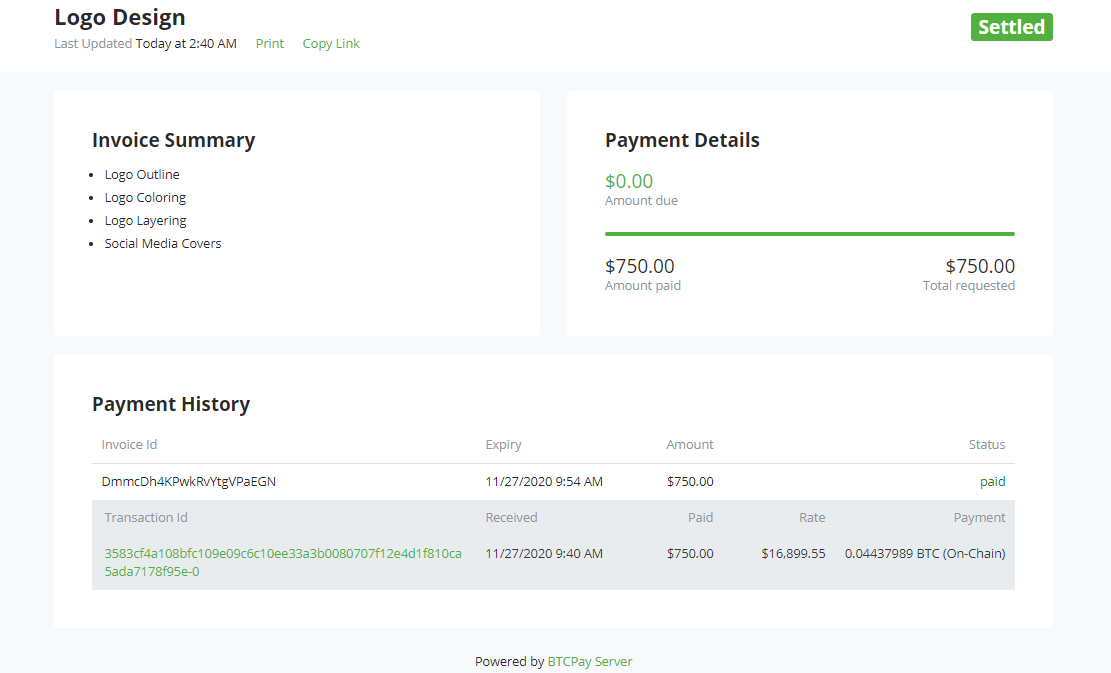 Logo Design
Settled
Last Updated Today at 2:40 AM Print Copy Link
Invoice Summary
Logo Outline
Logo Coloring
Logo Layering
Social Media Covers
Payment Details
$0.00
Amount due
$750.00 $750.00
Amount paid Total requested
Payment History
Invoice Id Expiry Amount Status
DmmcDh4KPwkRvYtgVPaEGN 11/27/2020 9:54 AM $750.00 paid
Transaction Id Received Paid Rate Payment
3583cf4a108bfc109e09c6c10ee33a3b0080707f12e4d1f810ca 11/27/2020 9:40 AM $750.00 $16,899.55 0.04437989 BTC (On-Chain)
5ada7178f95e-0
Powered by BTCPay Server